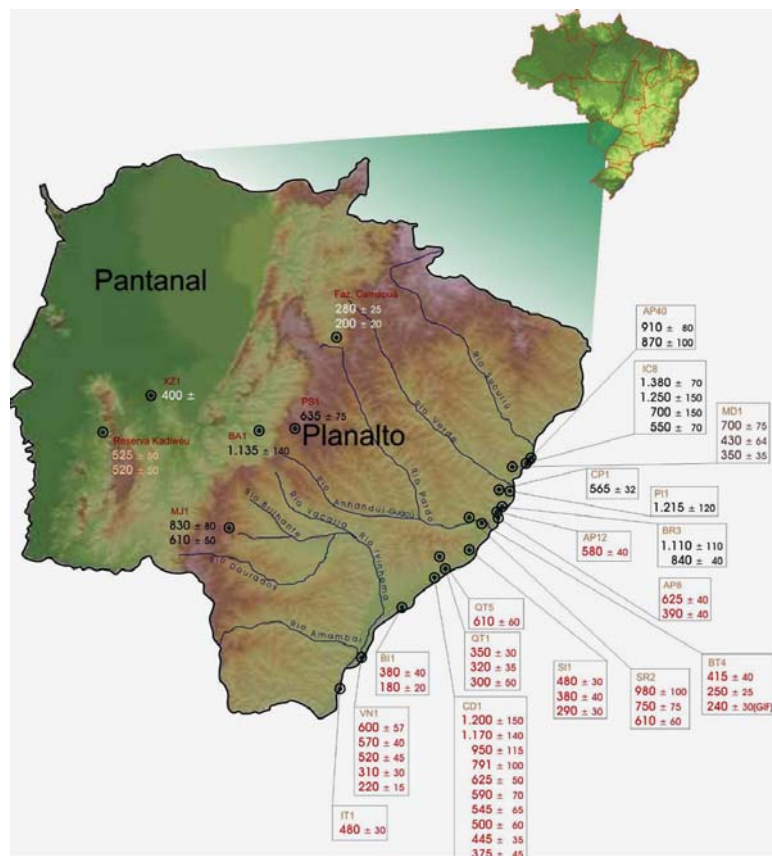 Pantanal
Faz. Camapuã
280 ± 25
200 ± 20
XZ1
400 ±
PS1
635 ± 75
Planalto
BA1
1.135 ± 140
Reserva Kadiwéu
525 ± 50
520 ± 50
MJ1
830 ± 80
610 ± 50
Rio Sucuriú
Rio Verde
Rio Pardo
Rio Anhanduí Guaçú
Rio Vacaria
Rio Brilhante
Rio Ivinhema
Rio Dourados
Rio Amambai
AP40
910 ± 80
870 ± 100
IC8
1.380 ± 70
1.250 ± 150
700 ± 150
550 ± 70
MD1
700 ± 75
430 ± 64
350 ± 35
CP1
565 ± 32
PI1
1.215 ± 120
BR3
1.110 ± 110
840 ± 40
AP12
580 ± 40
AP8
625 ± 40
390 ± 40
QT5
610 ± 60
QT1
350 ± 30
320 ± 35
300 ± 50
BI1
380 ± 40
180 ± 20
SI1
480 ± 30
380 ± 40
290 ± 30
SR2
980 ± 100
750 ± 75
610 ± 60
BT4
415 ± 40
250 ± 25
240 ± 30(GIF)
VN1
600 ± 57
570 ± 40
520 ± 45
310 ± 30
220 ± 15
CD1
1.200 ± 150
1.170 ± 140
950 ± 115
791 ± 100
625 ± 50
590 ± 70
545 ± 65
500 ± 60
445 ± 35
375 ± 45
IT1
480 ± 30